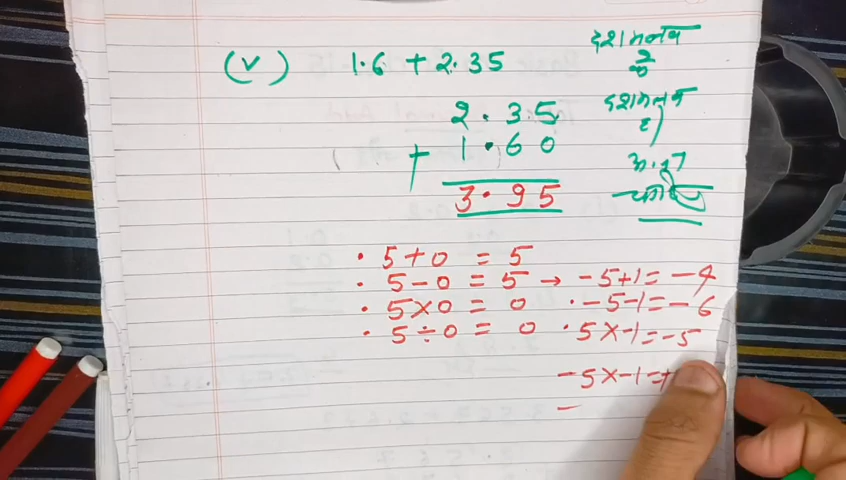 (v) 1.6 + 2.35
2.35
+ 1.60
3.95
दशमलव
के
दशमलव
ही
आना
चाहिए
. 5+0 = 5
. 5-0 = 5 → -5+1 = -4
. 5×0 = 0 . -5-1 = -6
. 5÷0 = 0 . 5×-1 = -5
-5×-1 = +
-